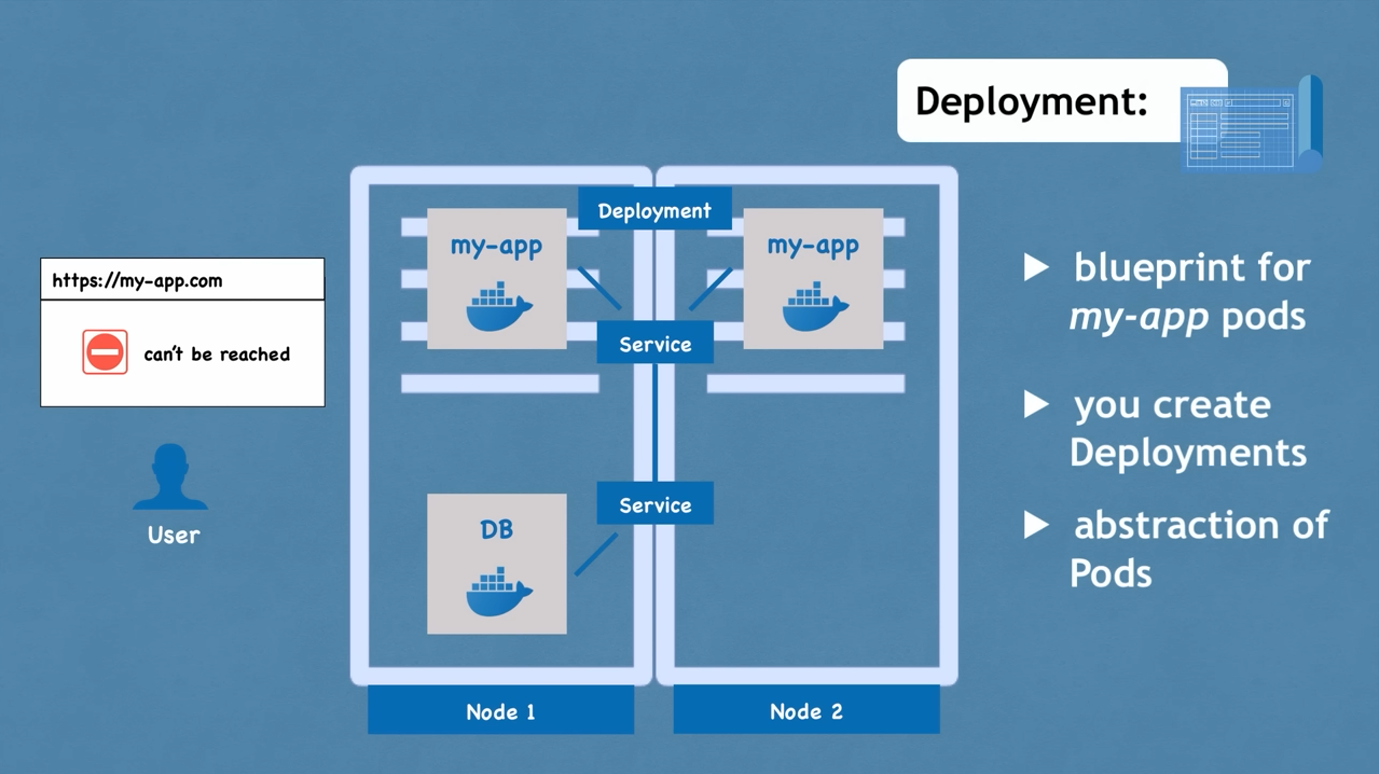 Deployment:
Deployment
my-app
my-app
https://my-app.com
can't be reached
User
Service
Service
DB
Node 1
Node 2
blueprint for
my-app pods
you create
Deployments
abstraction of
Pods